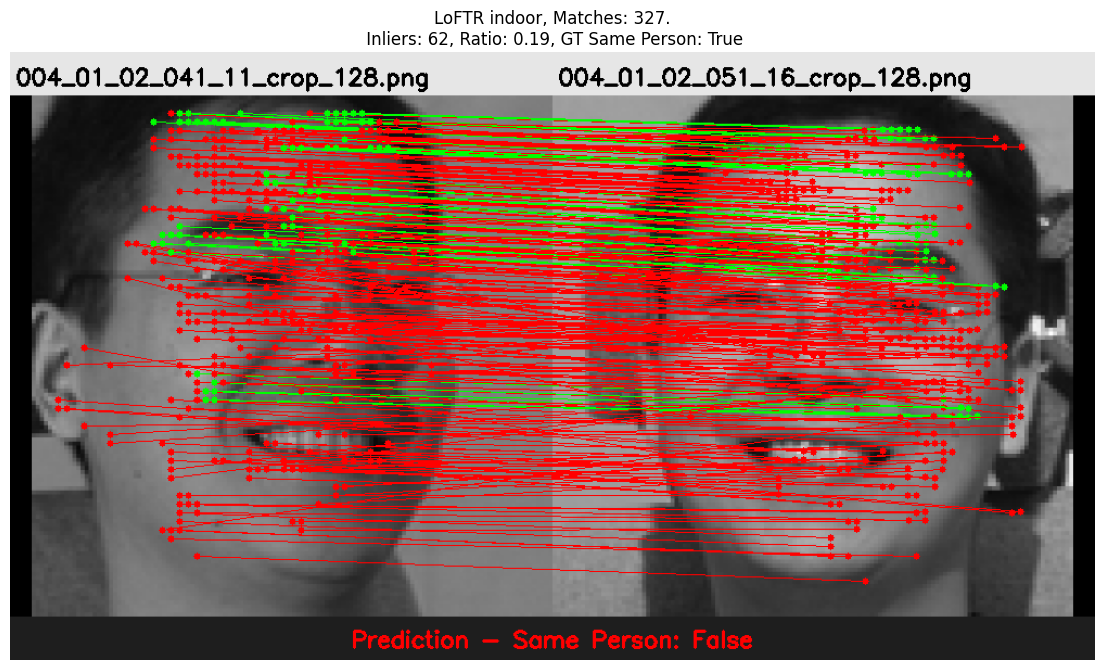 LoFTR indoor, Matches: 327.
Inliers: 62, Ratio: 0.19, GT Same Person: True
004_01_02_041_11_crop_128.png
004_01_02_051_16_crop_128.png
Prediction - Same Person: False